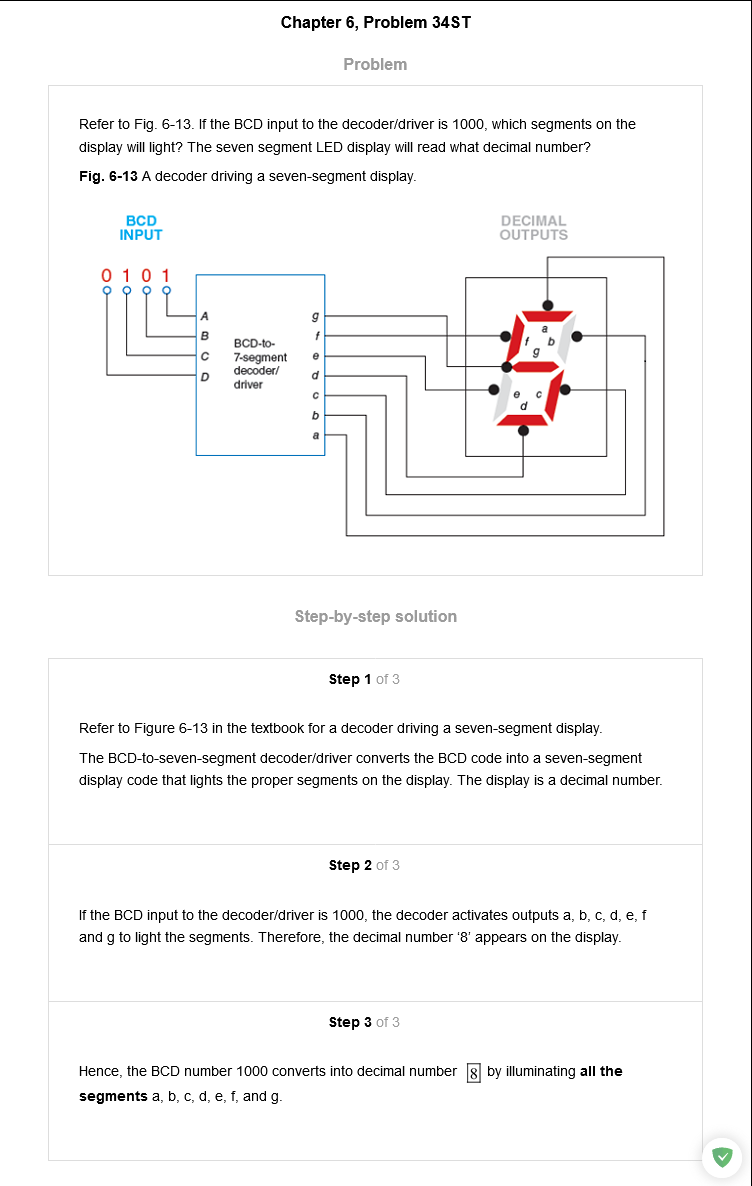 Chapter 6, Problem 34ST
Problem
Refer to Fig. 6-13. If the BCD input to the decoder/driver is 1000, which segments on the
display will light? The seven segment LED display will read what decimal number?
Fig. 6-13 A decoder driving a seven-segment display.
BCD
INPUT
DECIMAL
OUTPUTS
0 1 0 1
A
B
C
D
BCD-to-
7-segment
decoder/
driver
g
f
e
d
c
b
a
a
f b
g
e c
d
Step-by-step solution
Step 1 of 3
Refer to Figure 6-13 in the textbook for a decoder driving a seven-segment display.
The BCD-to-seven-segment decoder/driver converts the BCD code into a seven-segment
display code that lights the proper segments on the display. The display is a decimal number.
Step 2 of 3
If the BCD input to the decoder/driver is 1000, the decoder activates outputs a, b, c, d, e, f
and g to light the segments. Therefore, the decimal number ‘8’ appears on the display.
Step 3 of 3
Hence, the BCD number 1000 converts into decimal number 8 by illuminating all the
segments a, b, c, d, e, f, and g.